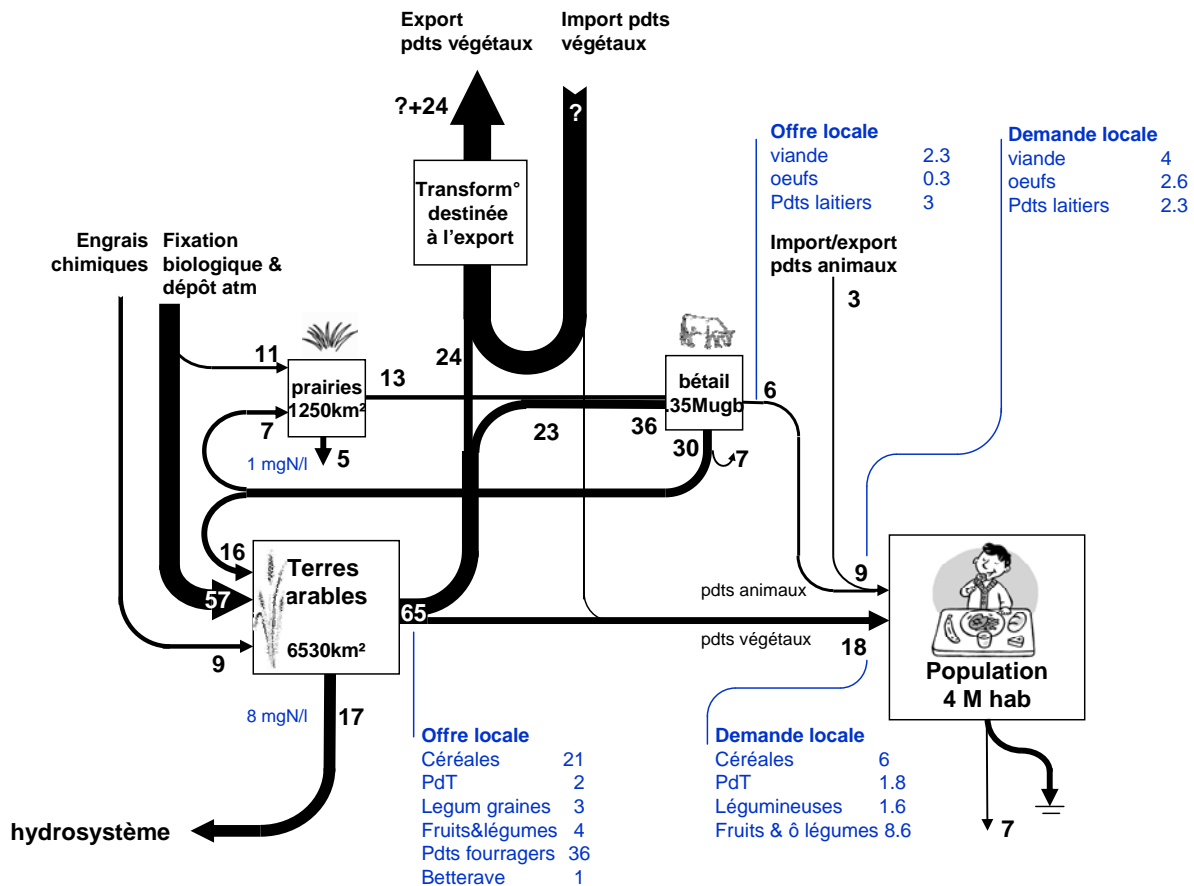 Export
pdts végétaux
Import pdts
végétaux
?+24
?
Offre locale
viande 2.3
oeufs 0.3
Pdts laitiers 3
Demande locale
viande 4
oeufs 2.6
Pdts laitiers 2.3
Transform°
destinée
à l'export
Engrais
chimiques
Fixation
biologique &
dépôt atm
Import/export
pdts animaux
3
11
prairies
1250km²
13
24
bétail
.35Mugb
6
7
23
36
30
7
1 mgN/l
5
16
Terres
arables
6530km²
57
65
9
pdts animaux
9
pdts végétaux
18
Population
4 M hab
9
8 mgN/l
17
Offre locale
Céréales 21
PdT 2
Legum graines 3
Fruits&légumes 4
Pdts fourragers 36
Betterave 1
Demande locale
Céréales 6
PdT 1.8
Légumineuses 1.6
Fruits & ô légumes 8.6
7
hydrosystème